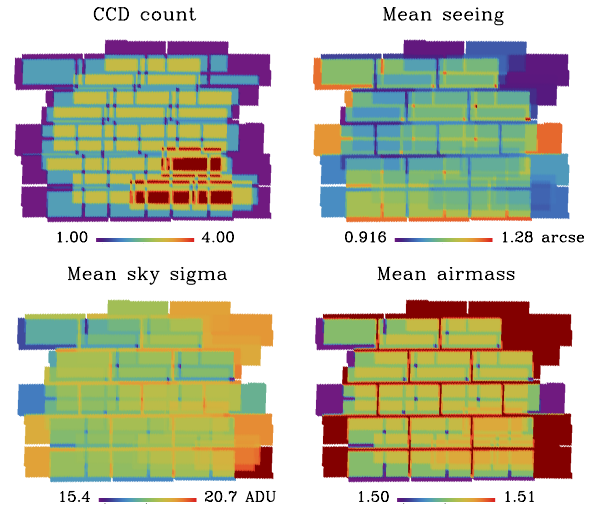 CCD count
Mean seeing
1.00 4.00
0.916 1.28 arcse
Mean sky sigma
Mean airmass
15.4 20.7 ADU
1.50 1.51